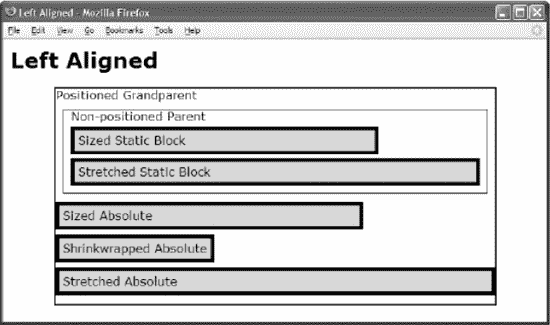 Left Aligned - Mozilla Firefox
File Edit View Go Bookmarks Tools Help
Left Aligned
Positioned Grandparent
Non-positioned Parent
Sized Static Block
Stretched Static Block
Sized Absolute
Shrinkwrapped Absolute
Stretched Absolute